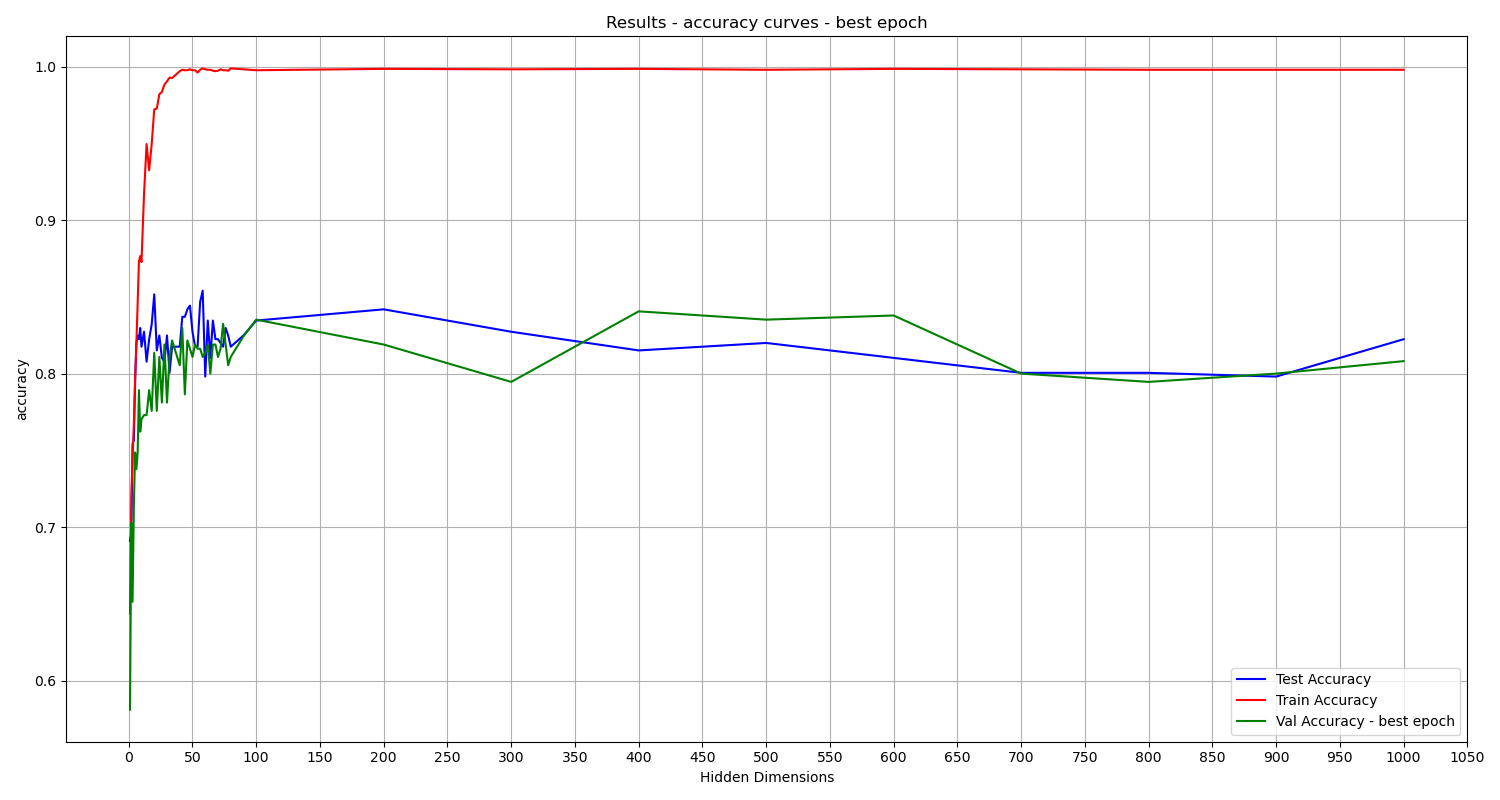 Results - accuracy curves - best epoch
1.0
0.9
0.8
0.7
0.6
accuracy
Test Accuracy
Train Accuracy
Val Accuracy - best epoch
0 50 100 150 200 250 300 350 400 450 500 550 600 650 700 750 800 850 900 950 1000 1050
Hidden Dimensions